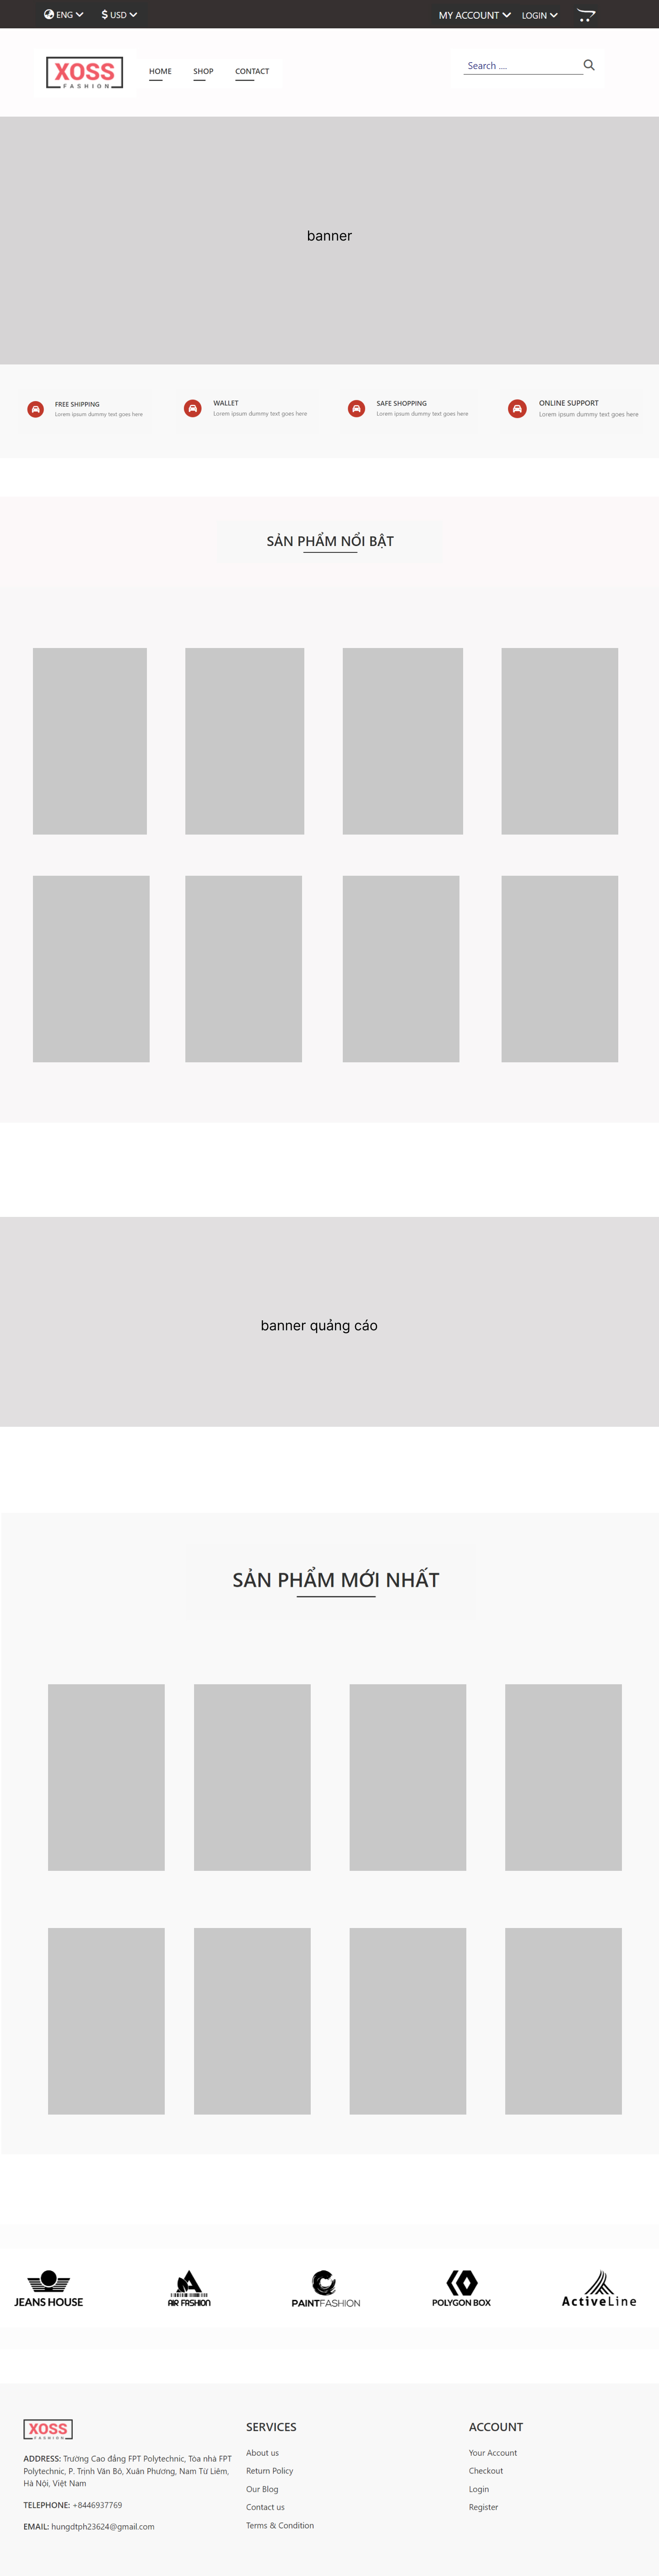 ENG USD MY ACCOUNT LOGIN
XOSS
FASHION
HOME SHOP CONTACT
Search ....
banner
FREE SHIPPING
Lorem ipsum dummy text goes here
WALLET
Lorem ipsum dummy text goes here
SAFE SHOPPING
Lorem ipsum dummy text goes here
ONLINE SUPPORT
Lorem ipsum dummy text goes here
SẢN PHẨM NỔI BẬT
banner quảng cáo
SẢN PHẨM MỚI NHẤT
JEANS HOUSE
AIR FASHION
PAINTFASHION
POLYGON BOX
ActiveLine
XOSS
FASHION
ADDRESS: Trường Cao đẳng FPT Polytechnic, Tòa nhà FPT
Polytechnic, P. Trịnh Văn Bô, Xuân Phương, Nam Từ Liêm,
Hà Nội, Việt Nam
TELEPHONE: +8446937769
EMAIL: hungdtph23624@gmail.com
SERVICES
About us
Return Policy
Our Blog
Contact us
Terms & Condition
ACCOUNT
Your Account
Checkout
Login
Register